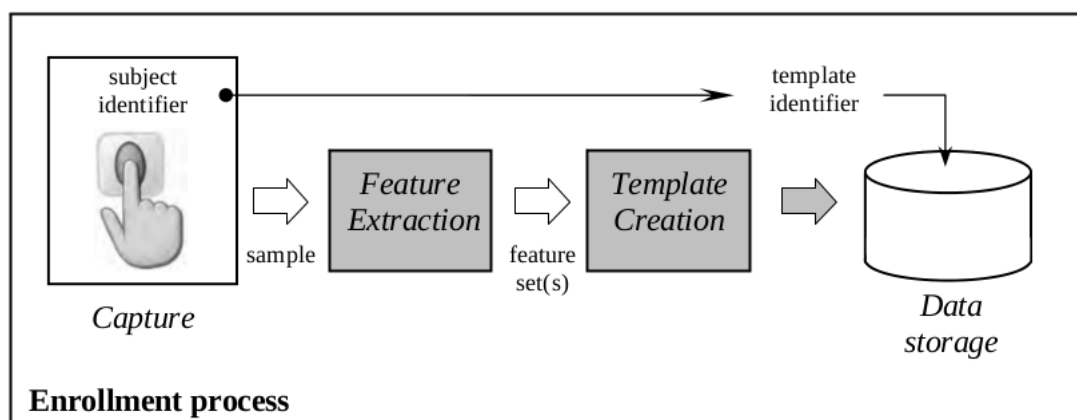 subject
identifier
template
identifier
Feature
Extraction
Template
Creation
sample
feature
set(s)
Capture
Data
storage
Enrollment process